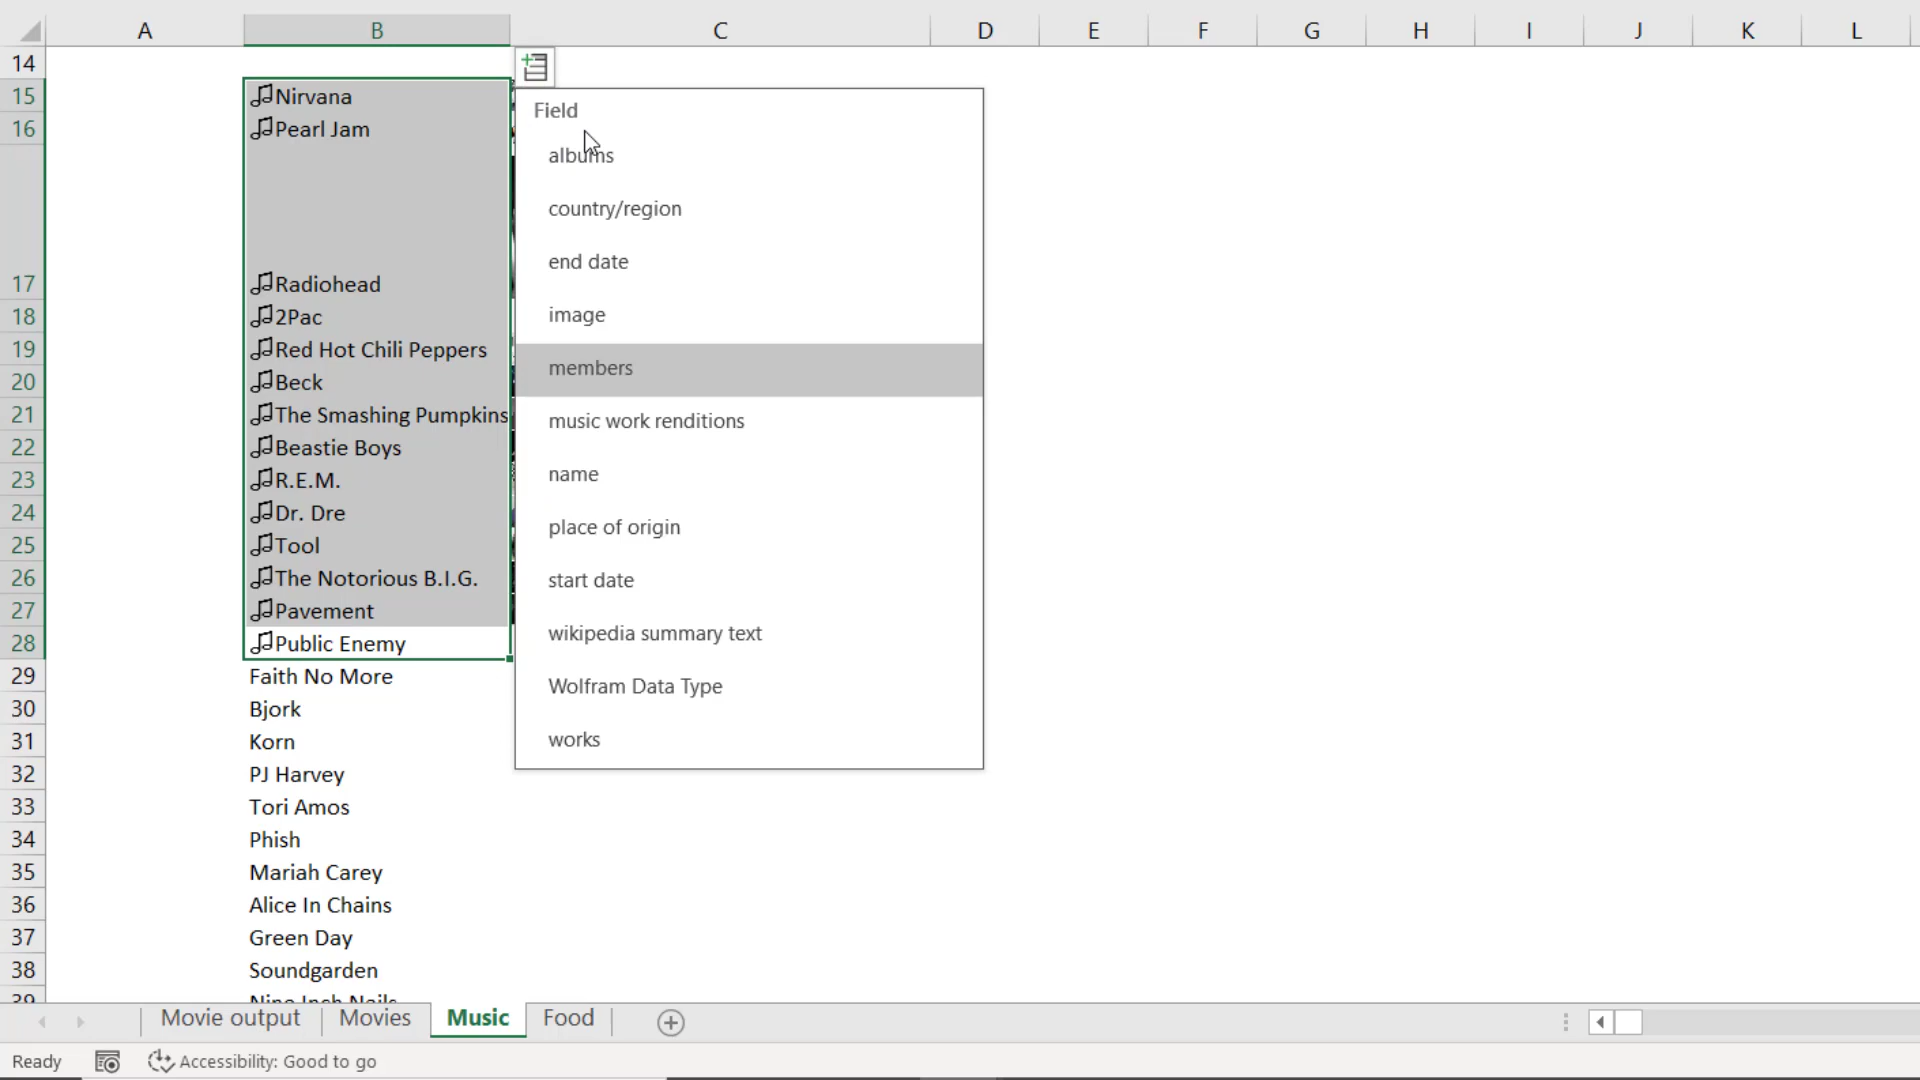 A B C D E F G H I J K L
14
15 Nirvana
16 Pearl Jam
17 Radiohead
18 2Pac
19 Red Hot Chili Peppers
20 Beck
21 The Smashing Pumpkins
22 Beastie Boys
23 R.E.M.
24 Dr. Dre
25 Tool
26 The Notorious B.I.G.
27 Pavement
28 Public Enemy
29 Faith No More
30 Bjork
31 Korn
32 PJ Harvey
33 Tori Amos
34 Phish
35 Mariah Carey
36 Alice In Chains
37 Green Day
38 Soundgarden
39 Nine Inch Nails
Field
albums
country/region
end date
image
members
music work renditions
name
place of origin
start date
wikipedia summary text
Wolfram Data Type
works
Movie output Movies Music Food
Ready Accessibility: Good to go